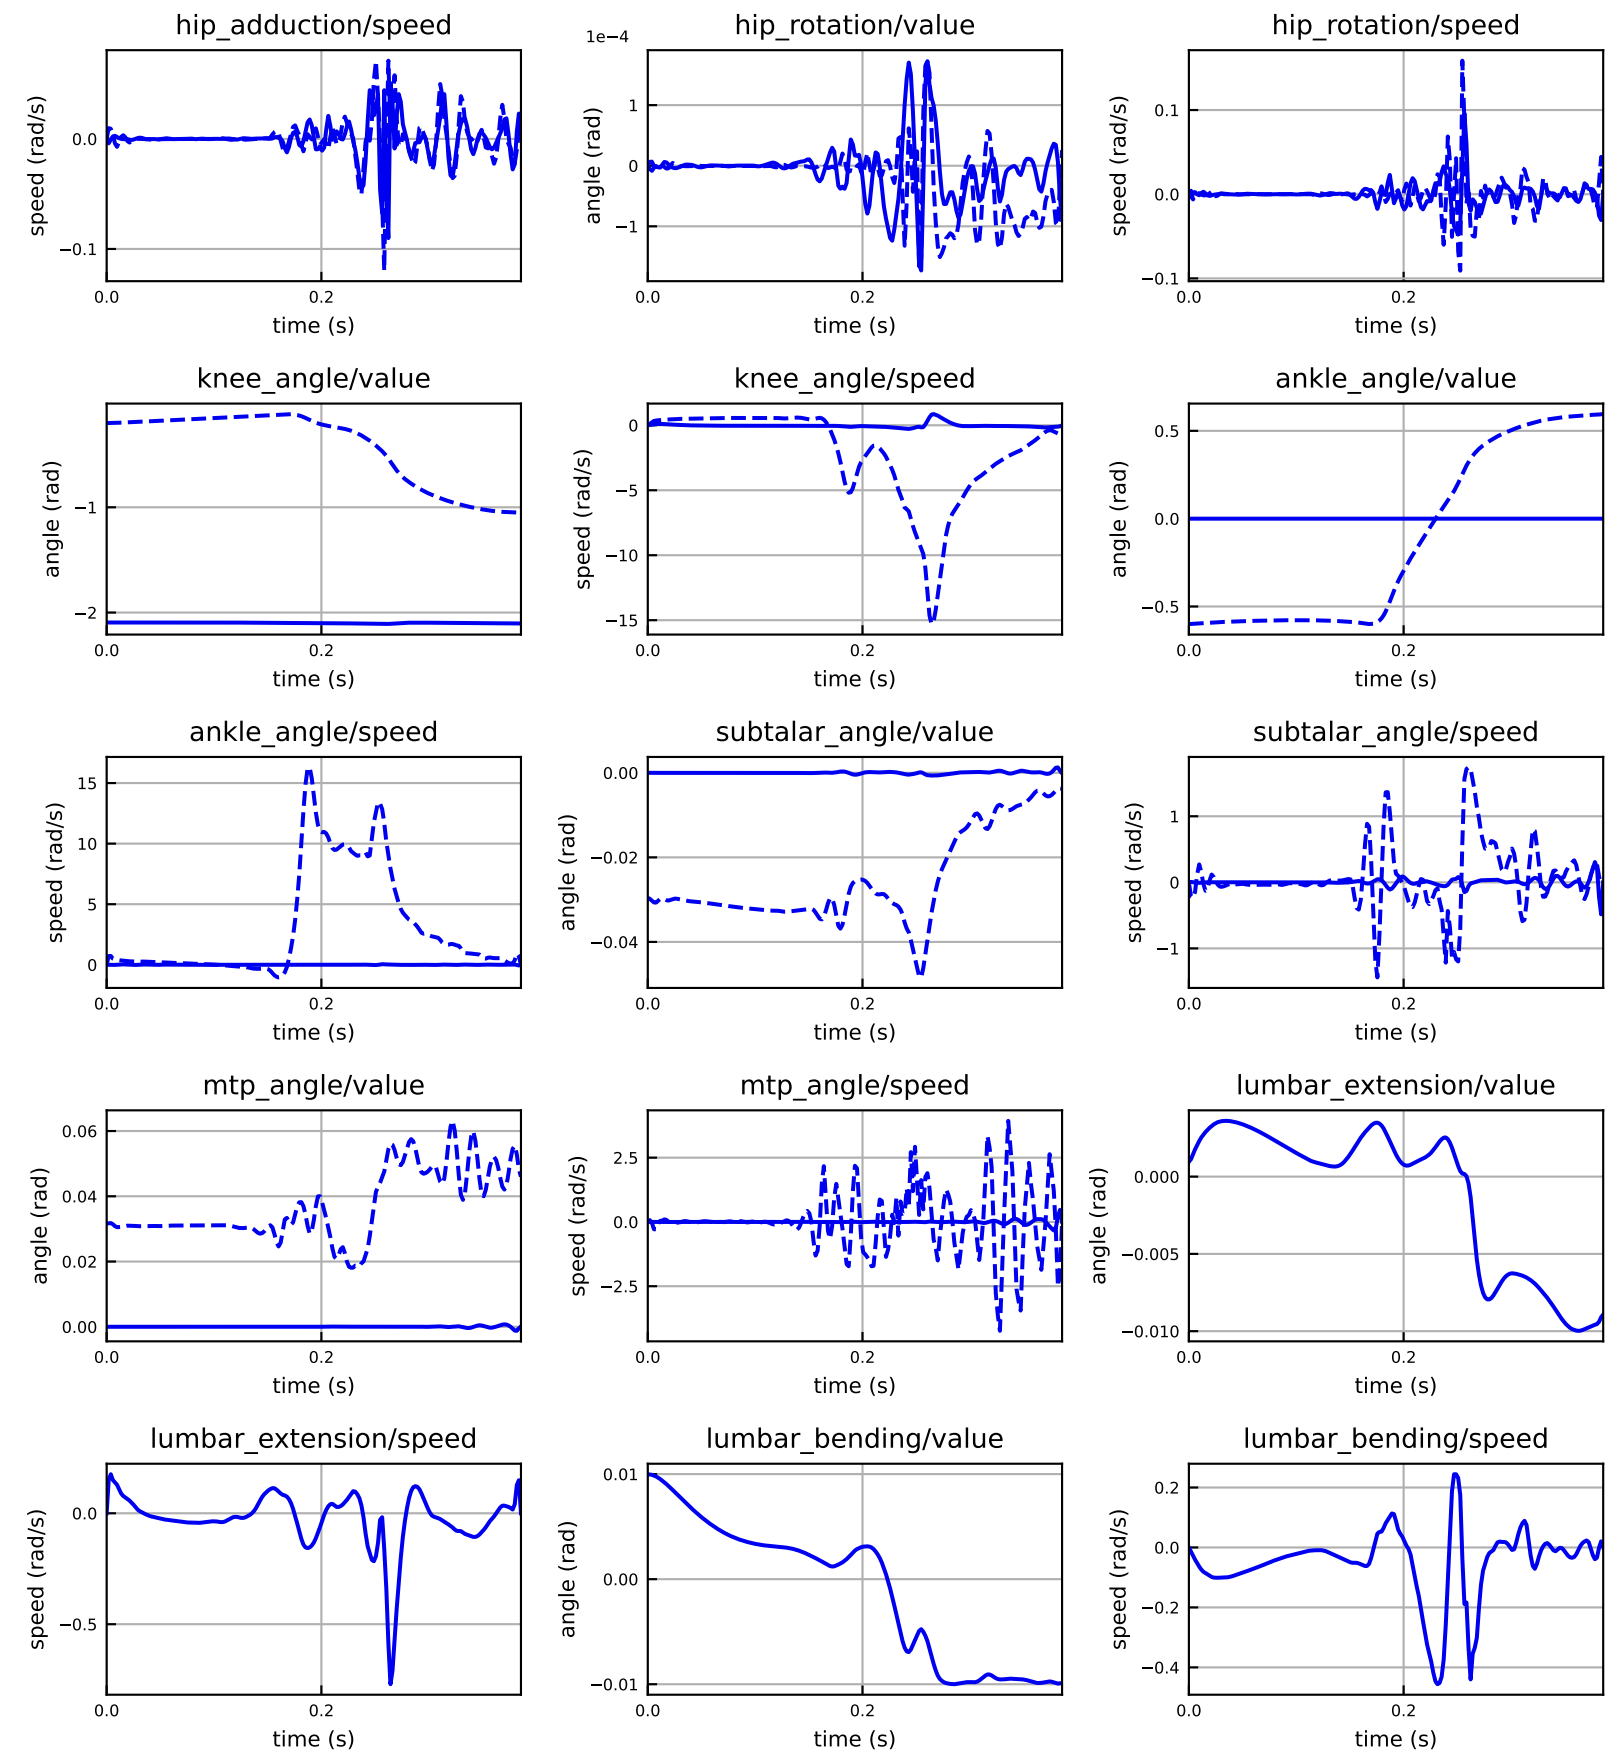 hip_adduction/speed
speed (rad/s)
0.0
−0.1
0.0
0.2
time (s)
hip_rotation/value
1e−4
angle (rad)
1
0
−1
0.0
0.2
time (s)
hip_rotation/speed
speed (rad/s)
0.1
0.0
−0.1
0.0
0.2
time (s)
knee_angle/value
angle (rad)
−1
−2
0.0
0.2
time (s)
knee_angle/speed
speed (rad/s)
0
−5
−10
−15
0.0
0.2
time (s)
ankle_angle/value
angle (rad)
0.5
0.0
−0.5
0.0
0.2
time (s)
ankle_angle/speed
speed (rad/s)
15
10
5
0
0.0
0.2
time (s)
subtalar_angle/value
angle (rad)
0.00
−0.02
−0.04
0.0
0.2
time (s)
subtalar_angle/speed
speed (rad/s)
1
0
−1
0.0
0.2
time (s)
mtp_angle/value
angle (rad)
0.06
0.04
0.02
0.00
0.0
0.2
time (s)
mtp_angle/speed
speed (rad/s)
2.5
0.0
−2.5
0.0
0.2
time (s)
lumbar_extension/value
angle (rad)
0.000
−0.005
−0.010
0.0
0.2
time (s)
lumbar_extension/speed
speed (rad/s)
0.0
−0.5
0.0
0.2
time (s)
lumbar_bending/value
angle (rad)
0.01
0.00
−0.01
0.0
0.2
time (s)
lumbar_bending/speed
speed (rad/s)
0.2
0.0
−0.2
−0.4
0.0
0.2
time (s)